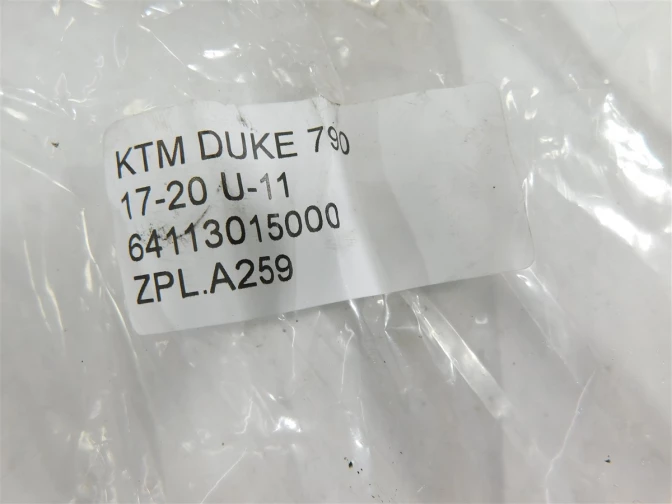 KTM DUKE 790
17-20 U-11
64113015000
ZPL.A259